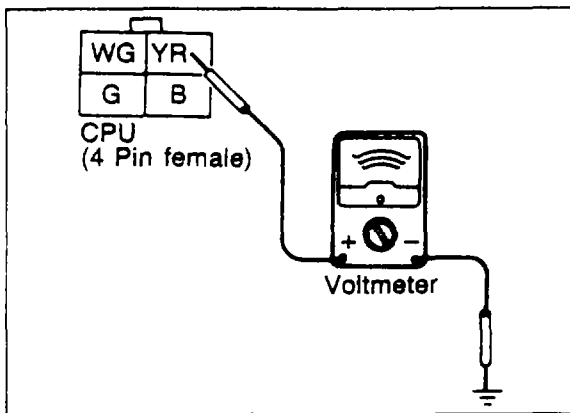 WG YR
G B
CPU
(4 Pin female)
+ −
Voltmeter